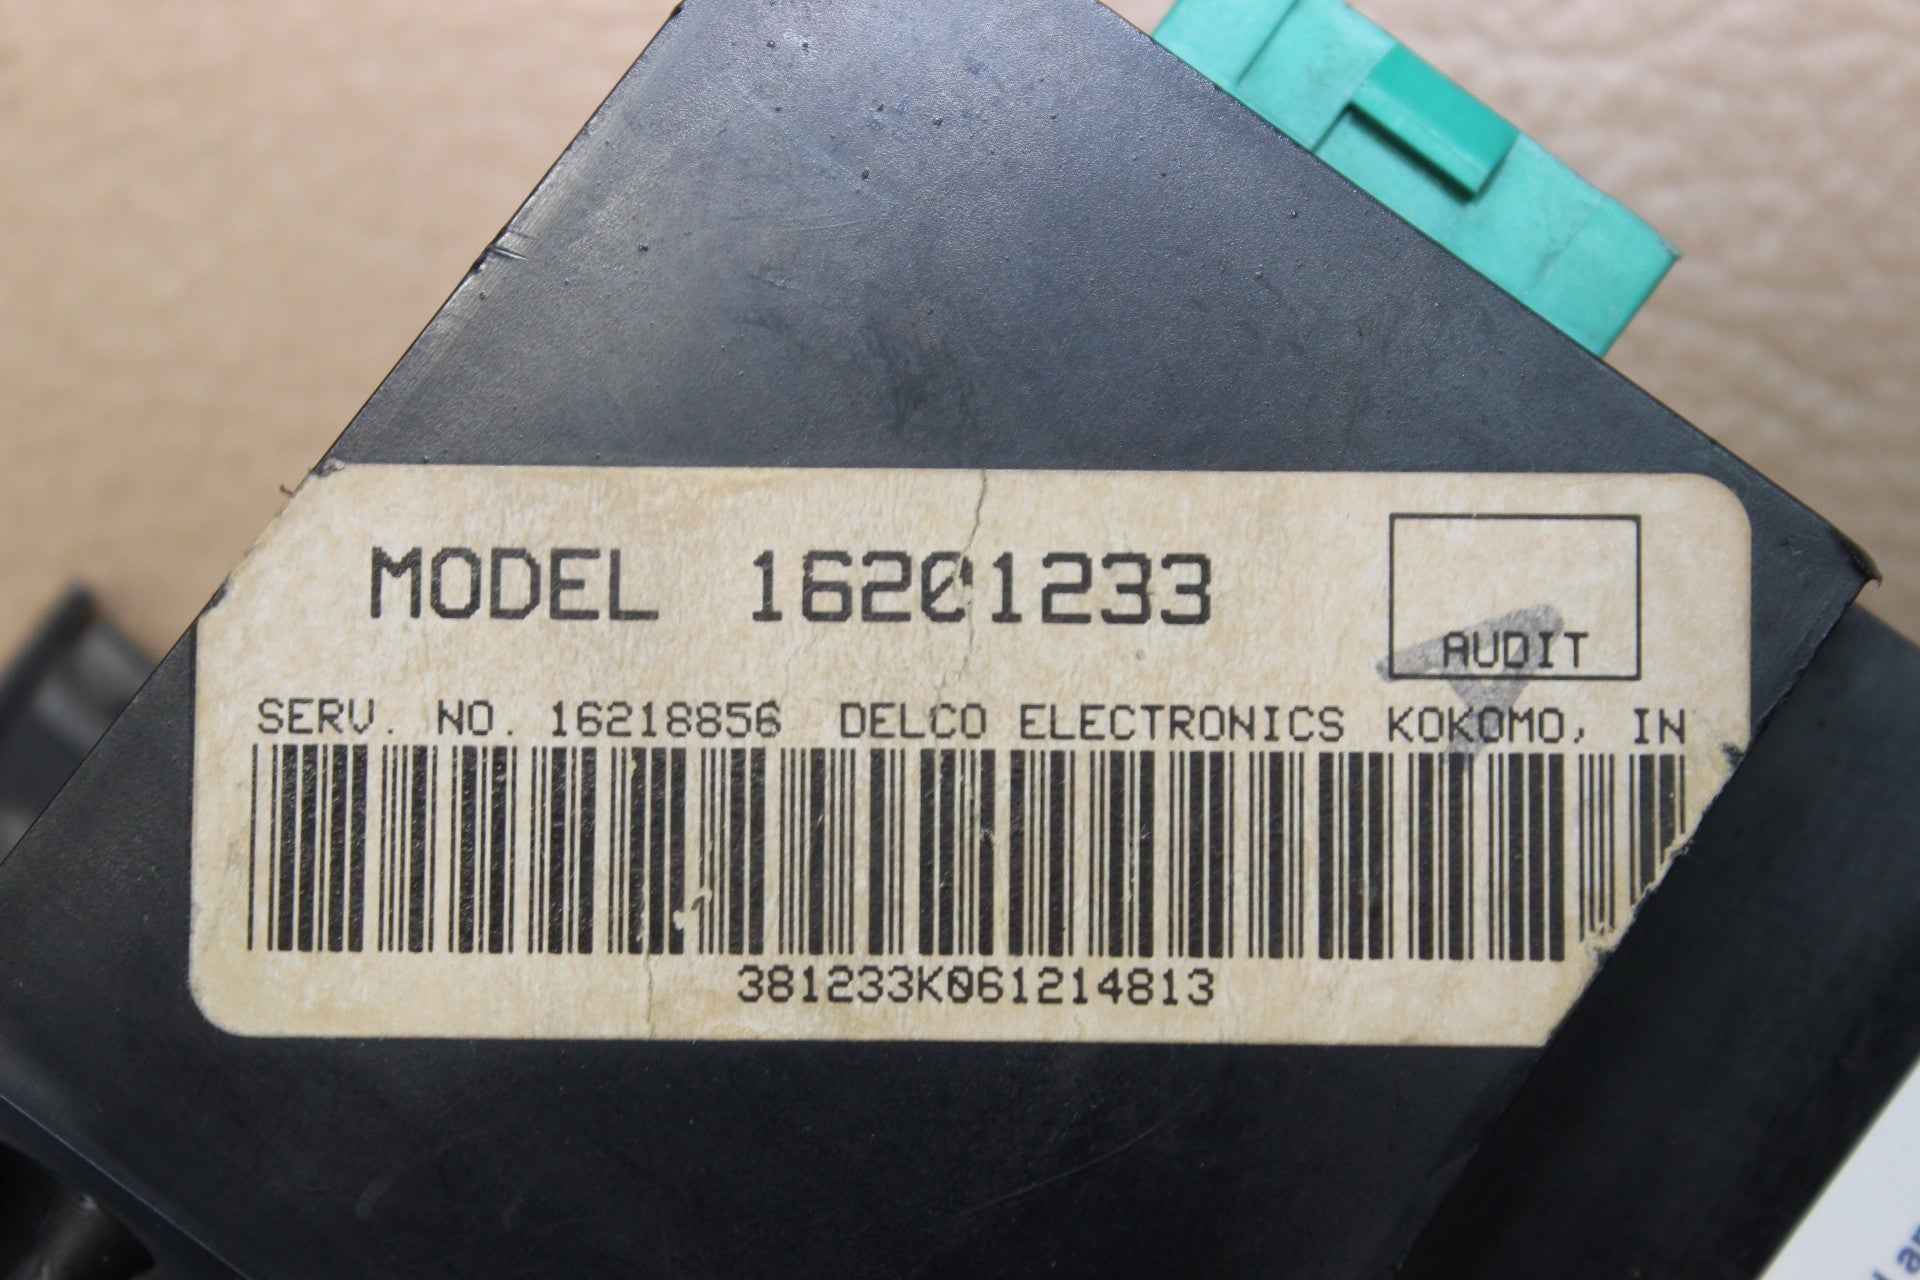 MODEL 16201233
AUDIT
SERV. NO. 16218856 DELCO ELECTRONICS KOKOMO, IN
381233K061214813